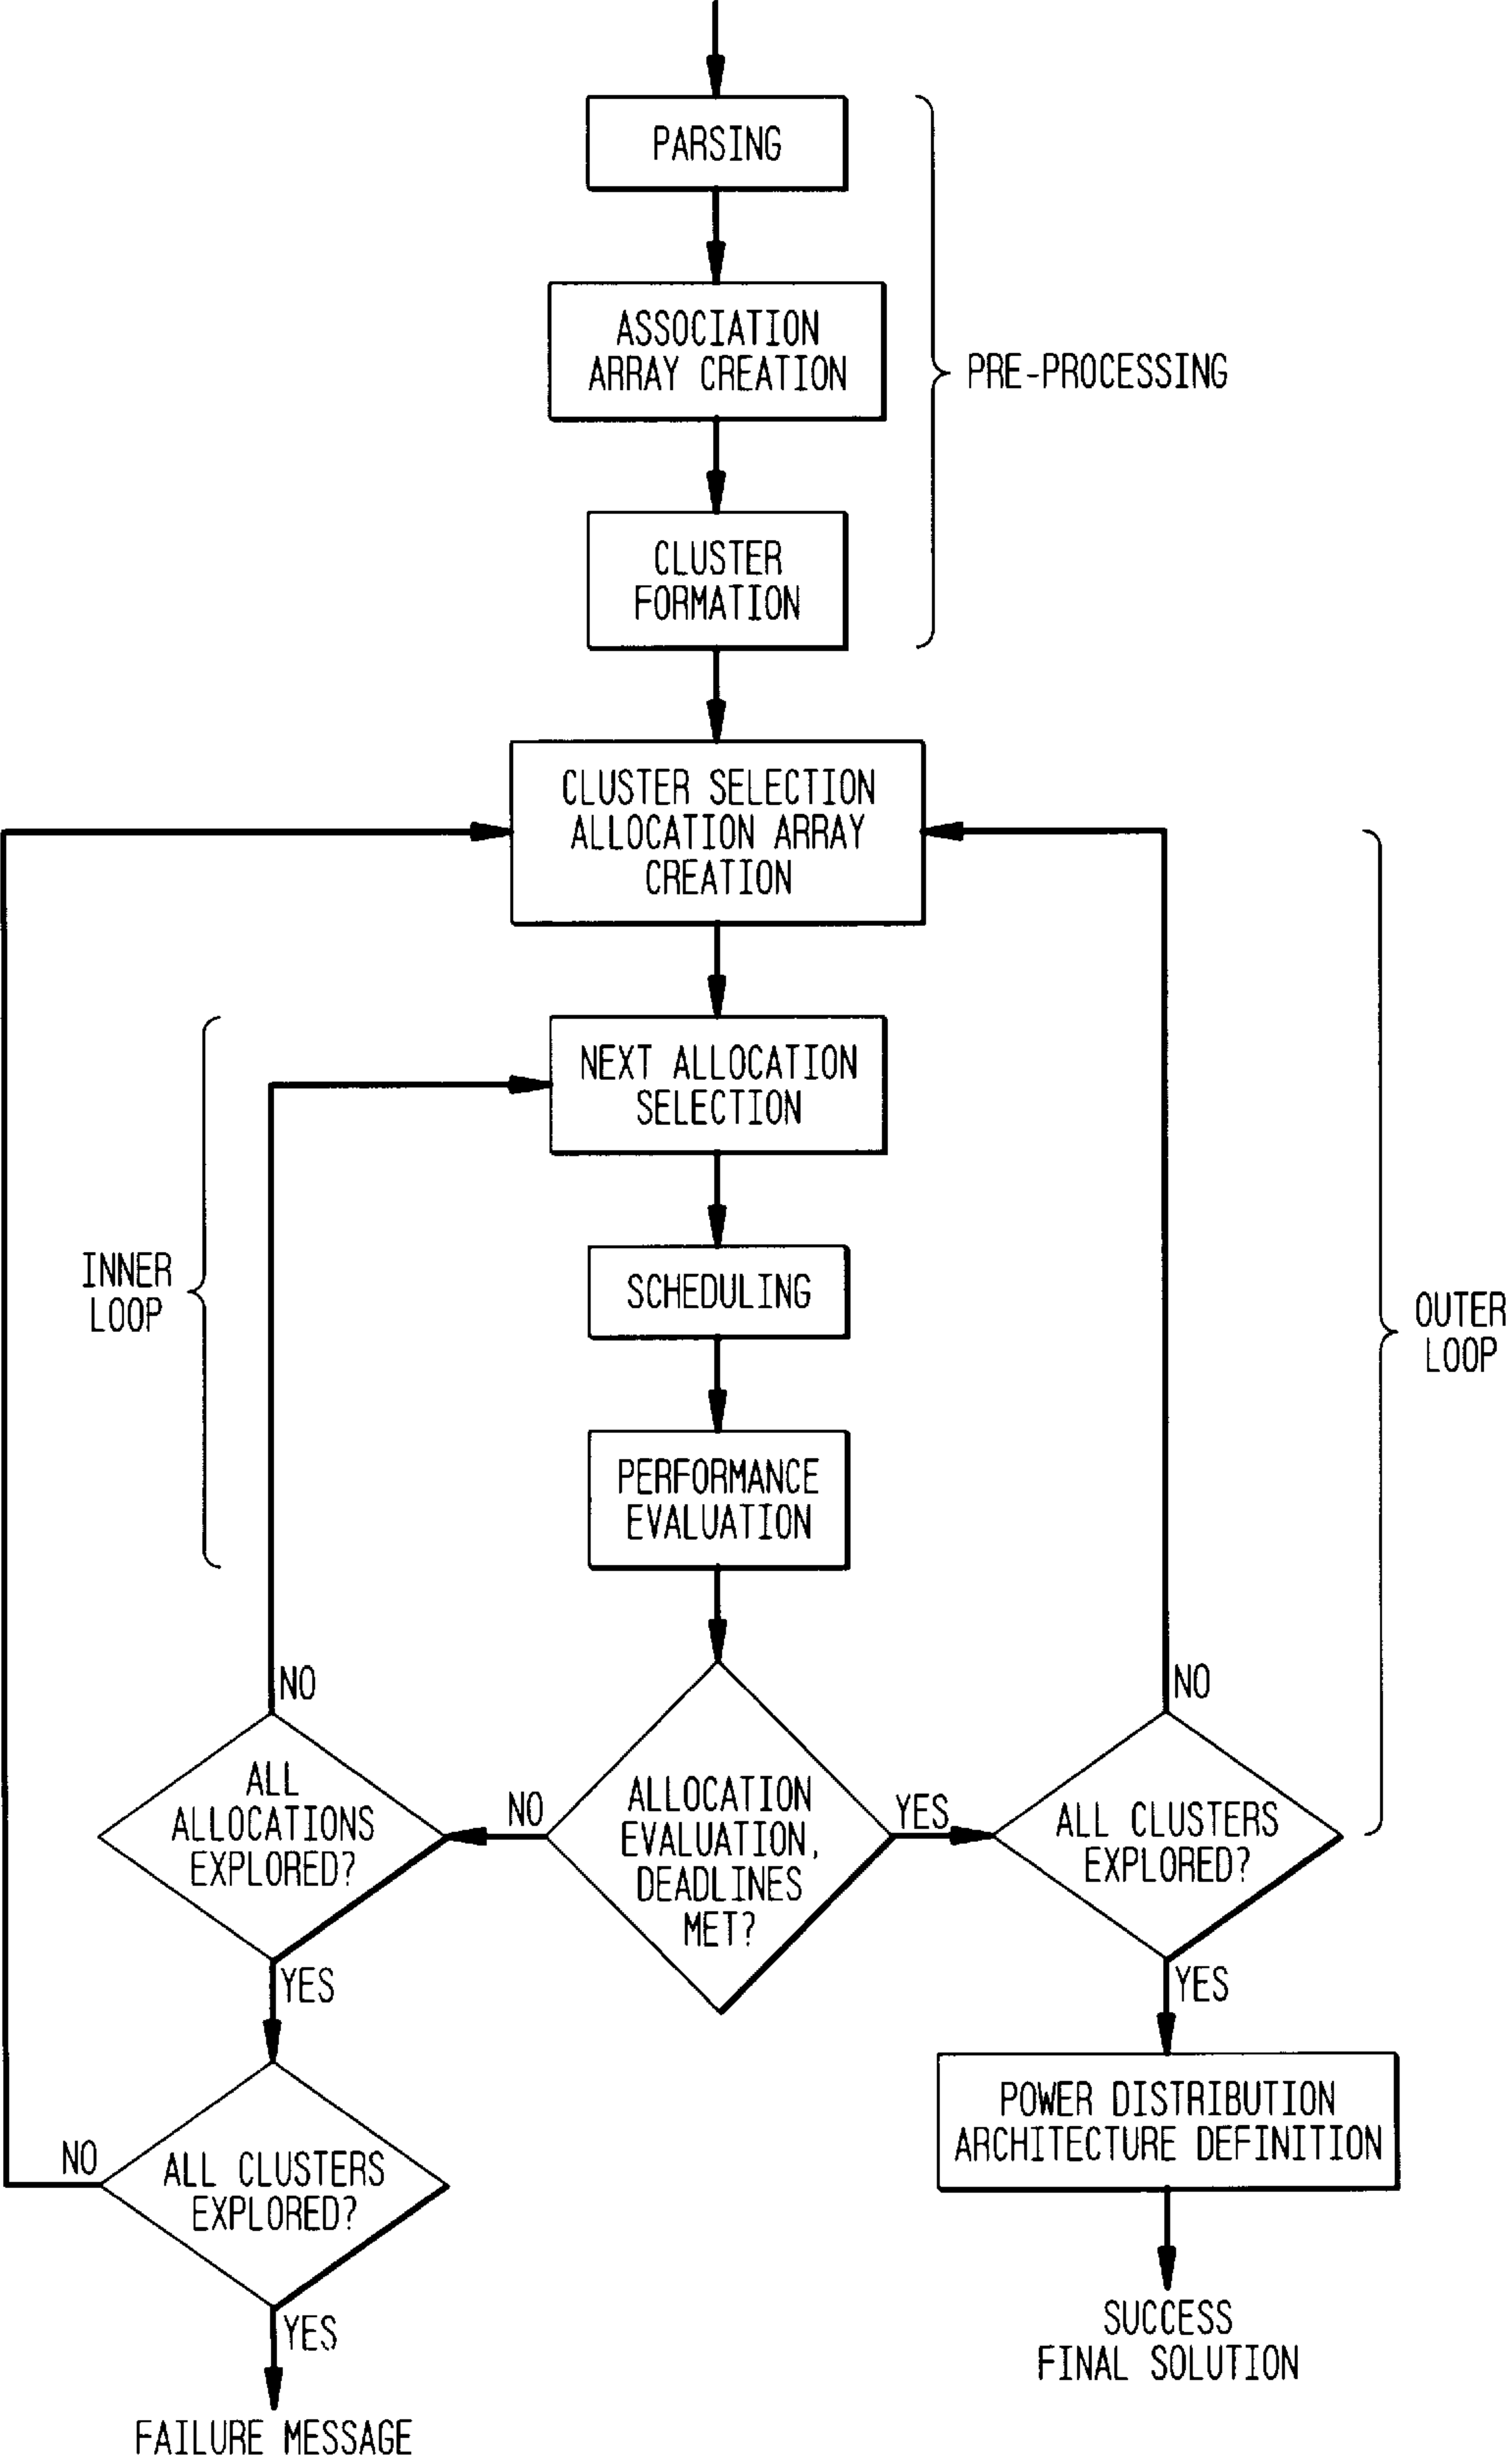 PARSING
ASSOCIATION
ARRAY CREATION
PRE-PROCESSING
CLUSTER
FORMATION
CLUSTER SELECTION
ALLOCATION ARRAY
CREATION
NEXT ALLOCATION
SELECTION
INNER
LOOP
SCHEDULING
OUTER
LOOP
PERFORMANCE
EVALUATION
NO
NO
ALL
ALLOCATIONS
EXPLORED?
NO
ALLOCATION
EVALUATION,
DEADLINES
MET?
YES
ALL CLUSTERS
EXPLORED?
YES
YES
NO
ALL CLUSTERS
EXPLORED?
POWER DISTRIBUTION
ARCHITECTURE DEFINITION
YES
SUCCESS
FINAL SOLUTION
FAILURE MESSAGE